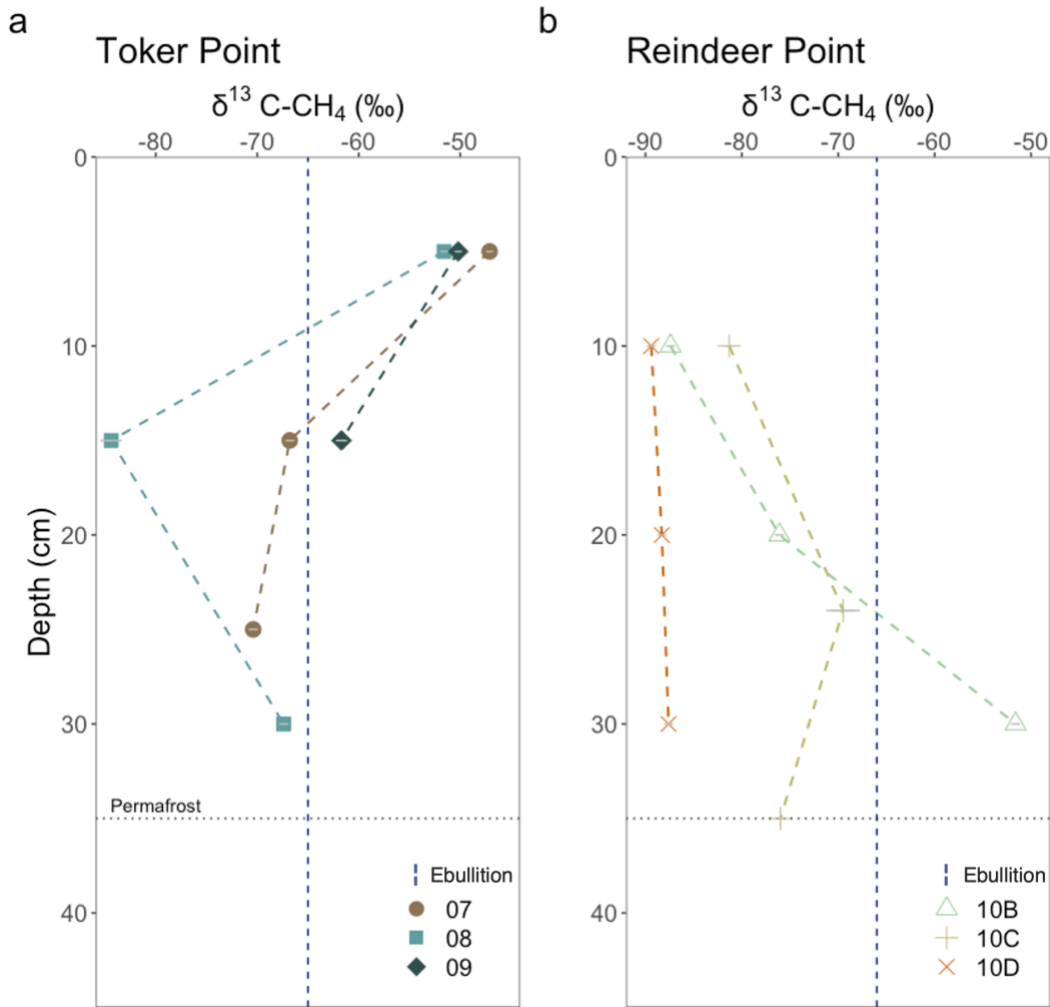 a
Toker Point
δ¹³ C-CH₄ (‰)
-80 -70 -60 -50
0
10
20
30
40
Depth (cm)
Permafrost
Ebullition
07
08
09
b
Reindeer Point
δ¹³ C-CH₄ (‰)
-90 -80 -70 -60 -50
0
10
20
30
40
Ebullition
10B
10C
10D